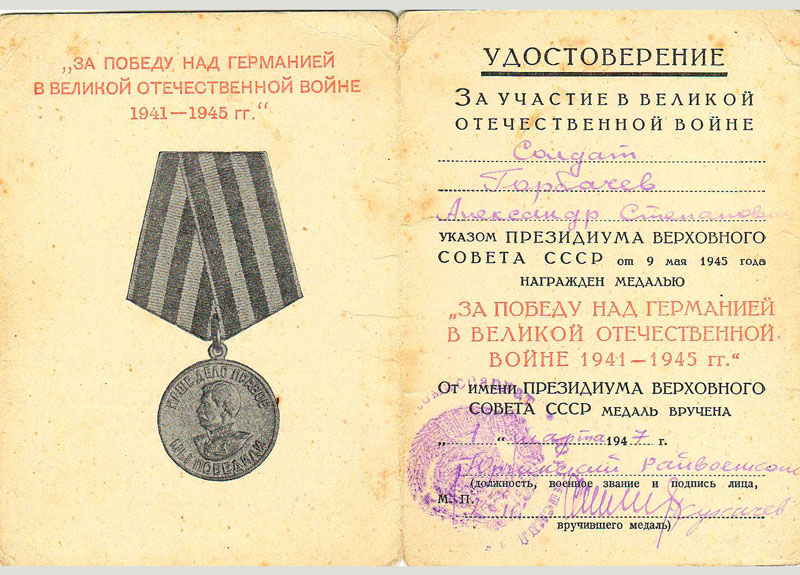 „ЗА ПОБЕДУ НАД ГЕРМАНИЕЙ
В ВЕЛИКОЙ ОТЕЧЕСТВЕННОЙ ВОЙНЕ
1941—1945 гг.“
НАШЕ ДЕЛО ПРАВОЕ
МЫ ПОБЕДИЛИ
УДОСТОВЕРЕНИЕ
ЗА УЧАСТИЕ В ВЕЛИКОЙ
ОТЕЧЕСТВЕННОЙ ВОЙНЕ
Солдат
Горбачев
Александр Степанович
УКАЗОМ ПРЕЗИДИУМА ВЕРХОВНОГО
СОВЕТА СССР от 9 мая 1945 года
НАГРАЖДЕН МЕДАЛЬЮ
„ЗА ПОБЕДУ НАД ГЕРМАНИЕЙ
В ВЕЛИКОЙ ОТЕЧЕСТВЕННОЙ
ВОЙНЕ 1941—1945 гг.“
От имени ПРЕЗИДИУМА ВЕРХОВНОГО
СОВЕТА СССР МЕДАЛЬ ВРУЧЕНА
„1“ марта 1947 г.
(должность, военное звание и подпись лица,
М. П.
вручившего медаль)